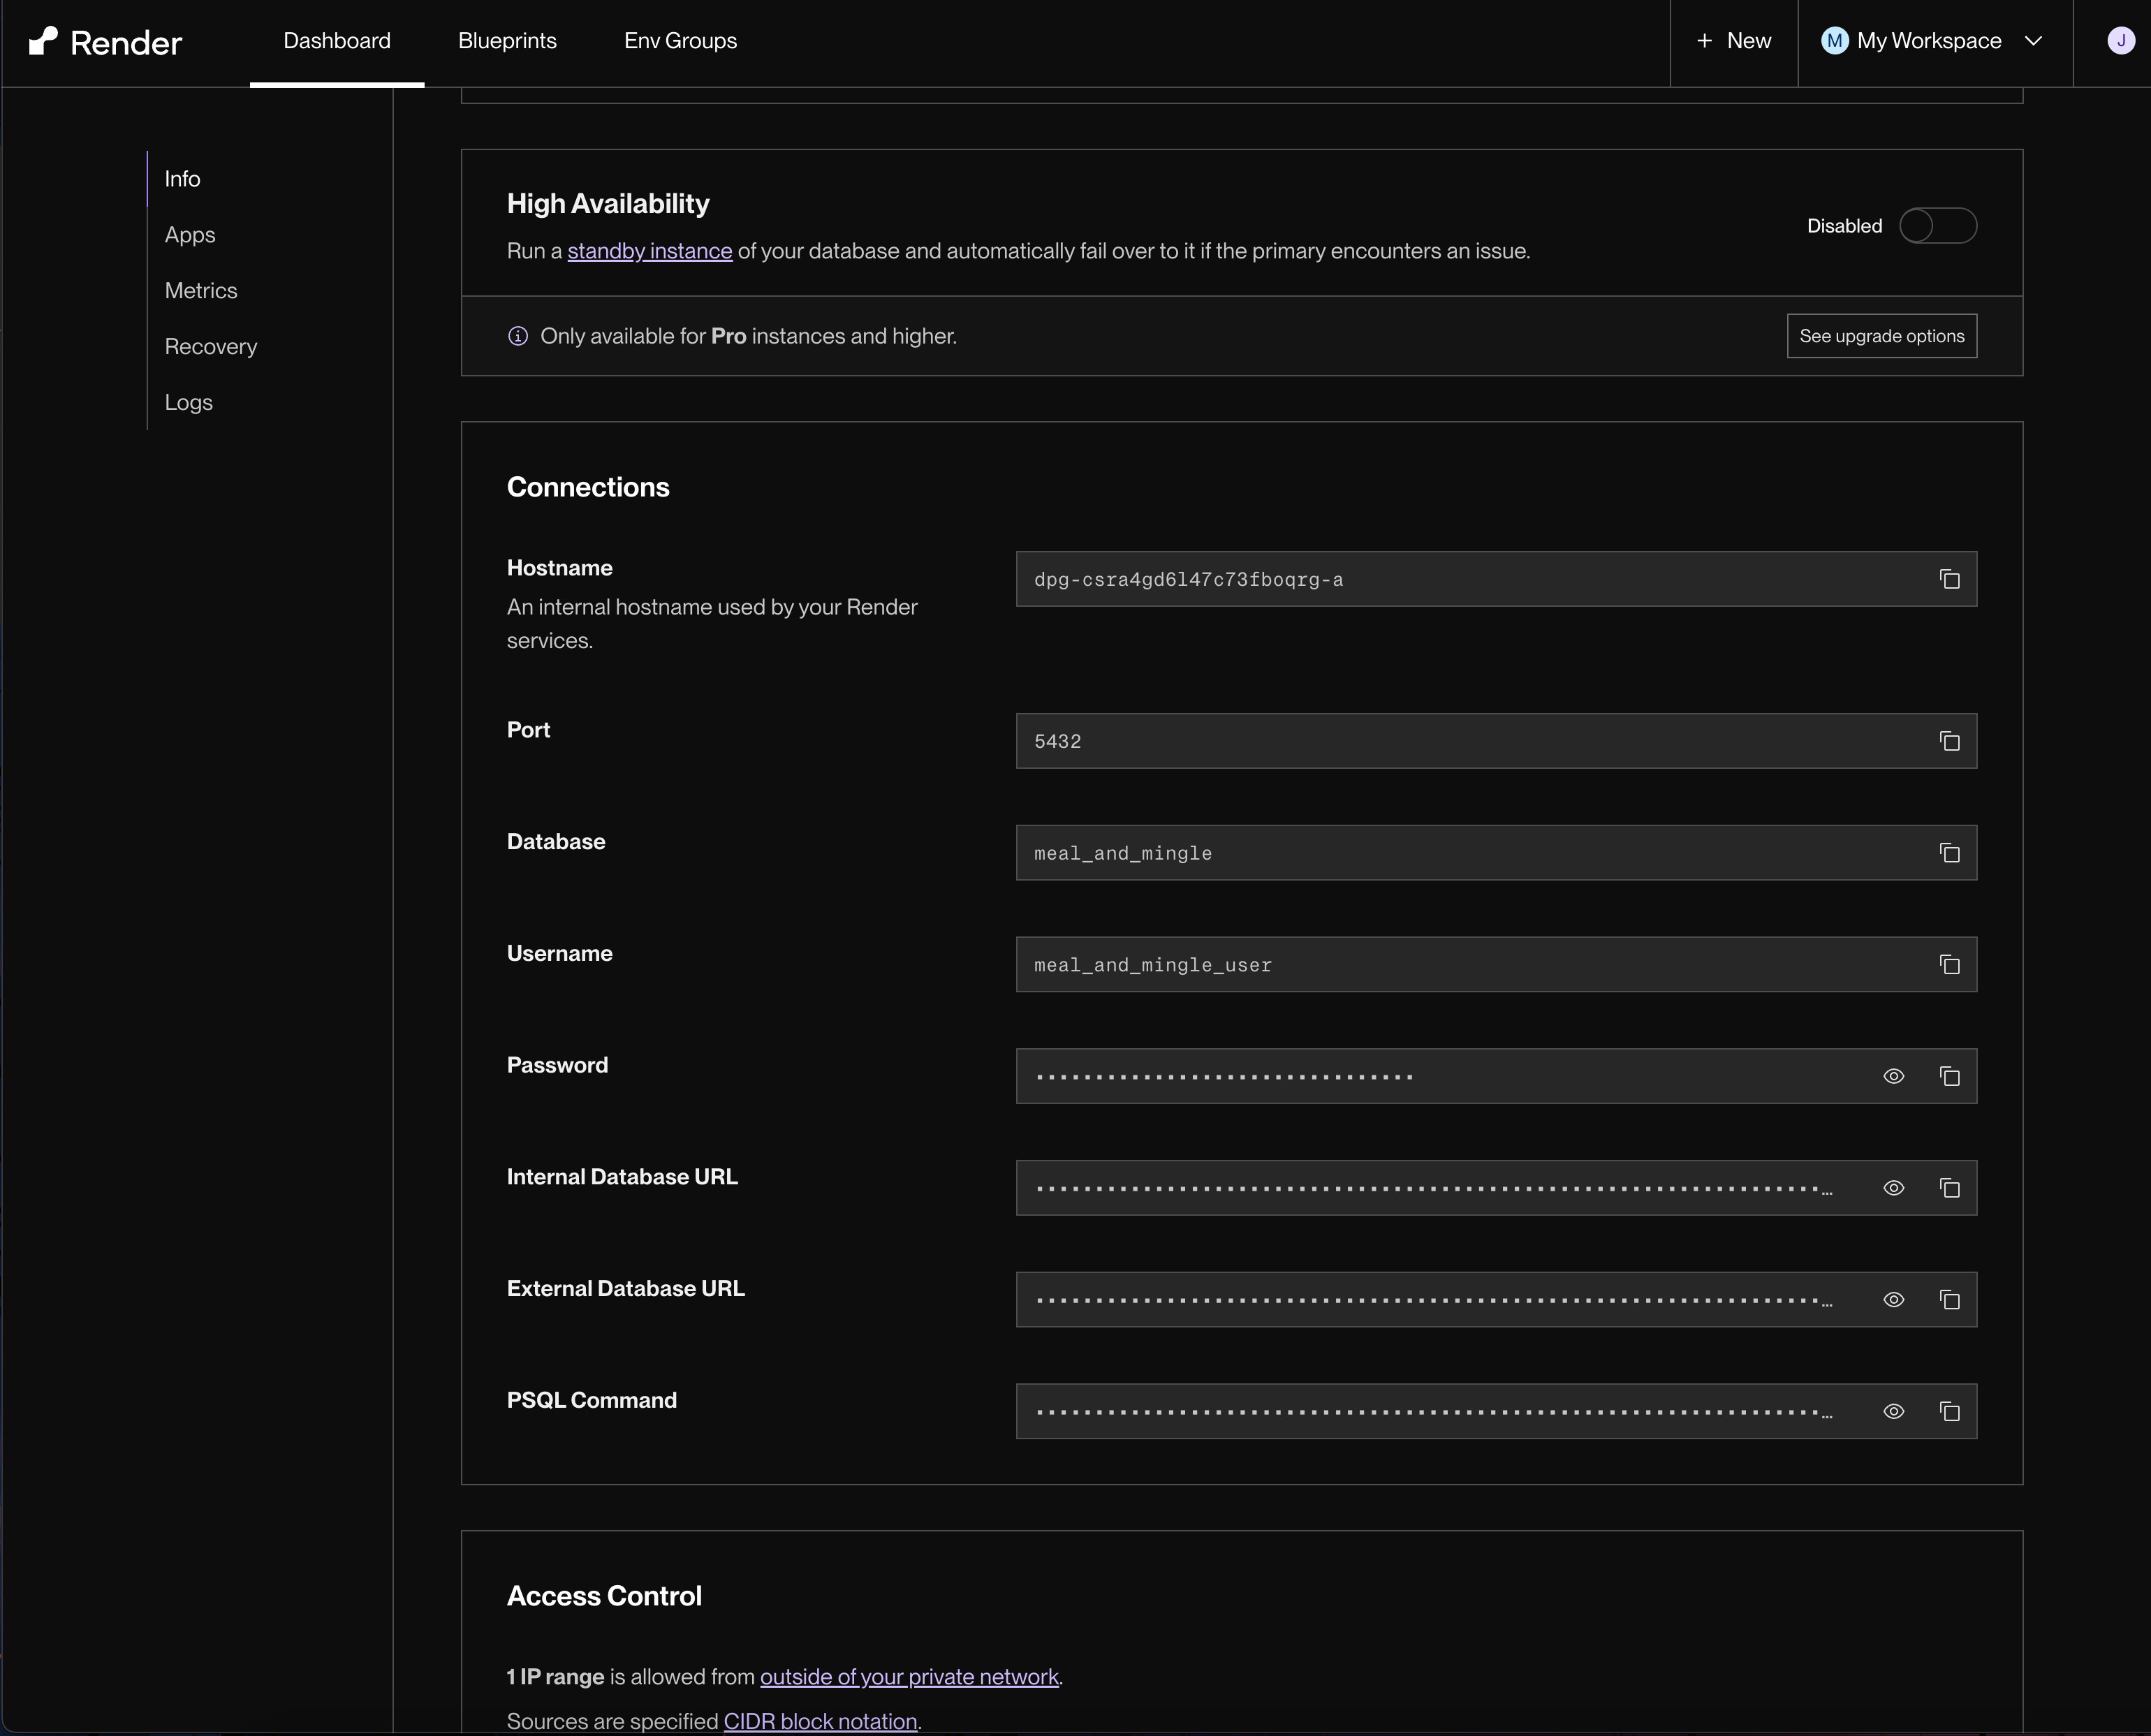 Render
Dashboard
Blueprints
Env Groups
+ New
M My Workspace
J
Info
Apps
Metrics
Recovery
Logs
High Availability
Run a standby instance of your database and automatically fail over to it if the primary encounters an issue.
Disabled
Only available for Pro instances and higher.
See upgrade options
Connections
Hostname
An internal hostname used by your Render
services.
dpg-csra4gd6l47c73fboqrg-a
Port
5432
Database
meal_and_mingle
Username
meal_and_mingle_user
Password
Internal Database URL
External Database URL
PSQL Command
Access Control
1 IP range is allowed from outside of your private network.
Sources are specified CIDR block notation.